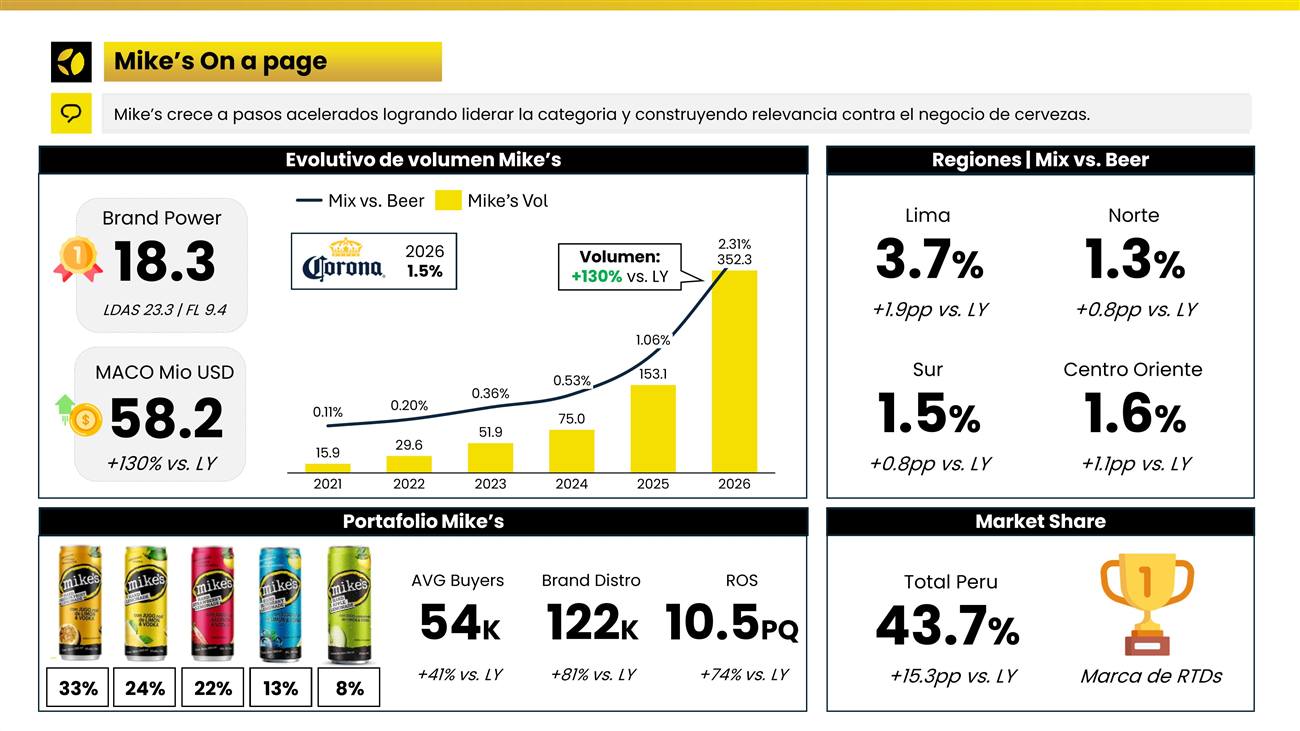 Mike’s On a page
Mike’s crece a pasos acelerados logrando liderar la categoria y construyendo relevancia contra el negocio de cervezas.
Evolutivo de volumen Mike’s
Brand Power
18.3
LDAS 23.3 | FL 9.4
MACO Mio USD
58.2
+130% vs. LY
Mix vs. Beer
Mike’s Vol
Corona
2026
1.5%
Volumen:
+130% vs. LY
0.11%
0.20%
0.36%
0.53%
1.06%
2.31%
15.9
29.6
51.9
75.0
153.1
352.3
2021
2022
2023
2024
2025
2026
Regiones | Mix vs. Beer
Lima
3.7%
+1.9pp vs. LY
Norte
1.3%
+0.8pp vs. LY
Sur
1.5%
+0.8pp vs. LY
Centro Oriente
1.6%
+1.1pp vs. LY
Portafolio Mike’s
mike's
mike's
mike's
mike's
mike's
33%
24%
22%
13%
8%
AVG Buyers
54K
+41% vs. LY
Brand Distro
122K
+81% vs. LY
ROS
10.5PQ
+74% vs. LY
Market Share
Total Peru
43.7%
+15.3pp vs. LY
1
Marca de RTDs